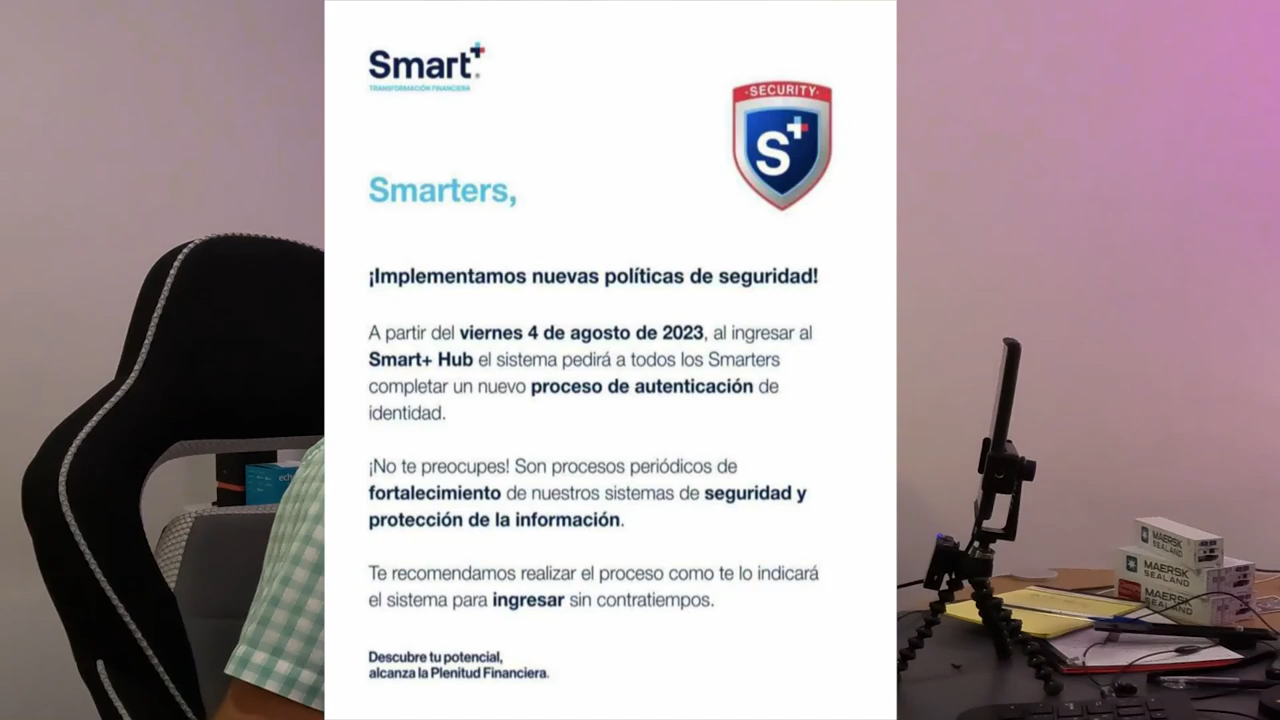 Smart+
TRANSFORMACIÓN FINANCIERA
·SECURITY·
S+
Smarters,
¡Implementamos nuevas políticas de seguridad!
A partir del viernes 4 de agosto de 2023, al ingresar al
Smart+ Hub el sistema pedirá a todos los Smarters
completar un nuevo proceso de autenticación de
identidad.
¡No te preocupes! Son procesos periódicos de
fortalecimiento de nuestros sistemas de seguridad y
protección de la información.
Te recomendamos realizar el proceso como te lo indicará
el sistema para ingresar sin contratiempos.
Descubre tu potencial,
alcanza la Plenitud Financiera.
ech
MAERSK
SEALAND
MAERSK
SEALAND
MAERSK
SEALAND